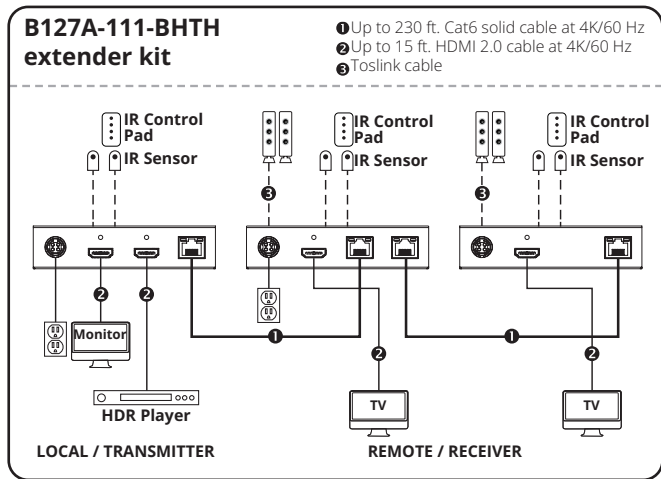 B127A-111-BHTH
extender kit
❶Up to 230 ft. Cat6 solid cable at 4K/60 Hz
❷Up to 15 ft. HDMI 2.0 cable at 4K/60 Hz
❸Toslink cable
IR Control
Pad
IR Sensor
IR Control
Pad
IR Sensor
IR Control
Pad
IR Sensor
❸
❸
❷
❷
Monitor
❶
❶
❷
❷
HDR Player
TV
TV
LOCAL / TRANSMITTER
REMOTE / RECEIVER